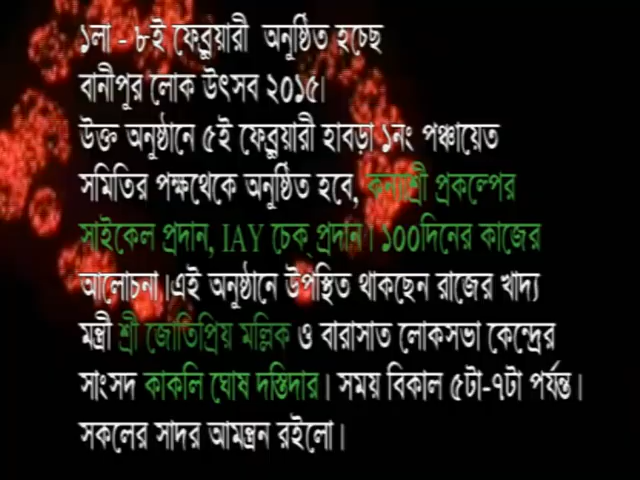 ১লা - ৮ই ফেব্রুয়ারী অনুষ্ঠিত হচেছ
বানীপুর লোক উৎসব ২০১৫।
উক্ত অনুষ্ঠানে ৫ই ফেব্রুয়ারী হাবড়া ১নং পঞ্চায়েত
সমিতির পক্ষথেকে অনুষ্ঠিত হবে, কন্যাশ্রী প্রকল্পের
সাইকেল প্রদান, IAY চেক্ প্রদান। ১০০দিনের কাজের
আলোচনা।এই অনুষ্ঠানে উপস্থিত থাকছেন রাজের খাদ্য
মন্ত্রী শ্রী জোতিপ্রিয় মল্লিক ও বারাসাত লোকসভা কেন্দ্রের
সাংসদ কাকলি ঘোষ দস্তিদার। সময় বিকাল ৫টা-৭টা পর্যন্ত।
সকলের সাদর আমন্ত্রন রইলো।